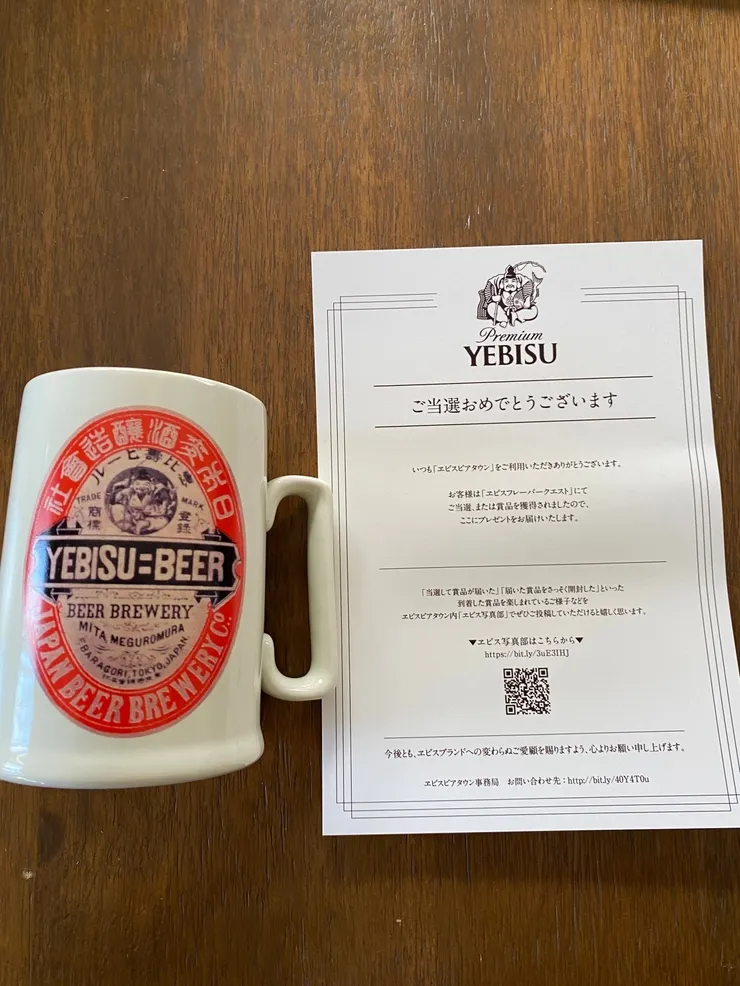 日本麥酒釀造會社
惠比壽ビール
TRADE MARK
商標 登録
YEBISU=BEER
BEER BREWERY
MITA MEGUROMURA
EBARAGORI, TOKYO, JAPAN.
JAPAN BEER BREWERY Co.
Premium
YEBISU
ご当選おめでとうございます
いつも「ヱビスビアタウン」をご利用いただきありがとうございます。
お客様は「ヱビスフレーバークエスト」にて
ご当選、または賞品を獲得されましたので、
ここにプレゼントをお届けいたします。
「当選して賞品が届いた」「届いた賞品をさっそく開封した」といった
到着した賞品を楽しまれているご様子などを
ヱビスビアタウン内「ヱビス写真部」でぜひご投稿していただけると嬉しく思います。
▼ヱビス写真部はこちらから▼
https://bit.ly/3uE3IHJ
今後とも、ヱビスブランドへの変わらぬご愛顧を賜りますよう、心よりお願い申し上げます。
ヱビスビアタウン事務局 お問い合わせ先：http://bit.ly/40Y4T0u